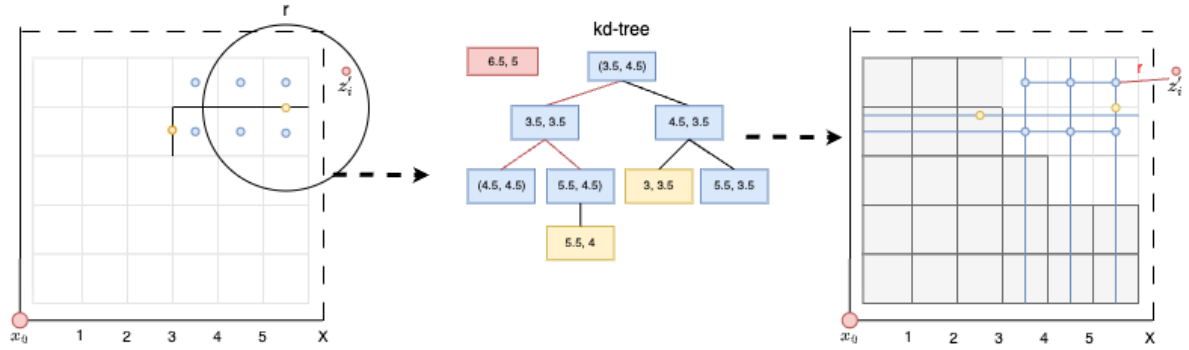 r
z'ᵢ
x₀
1 2 3 4 5 X
kd-tree
6.5, 5
(3.5, 4.5)
3.5, 3.5
4.5, 3.5
(4.5, 4.5)
5.5, 4.5)
3, 3.5
5.5, 3.5
5.5, 4
r
z'ᵢ
x₀
1 2 3 4 5 X